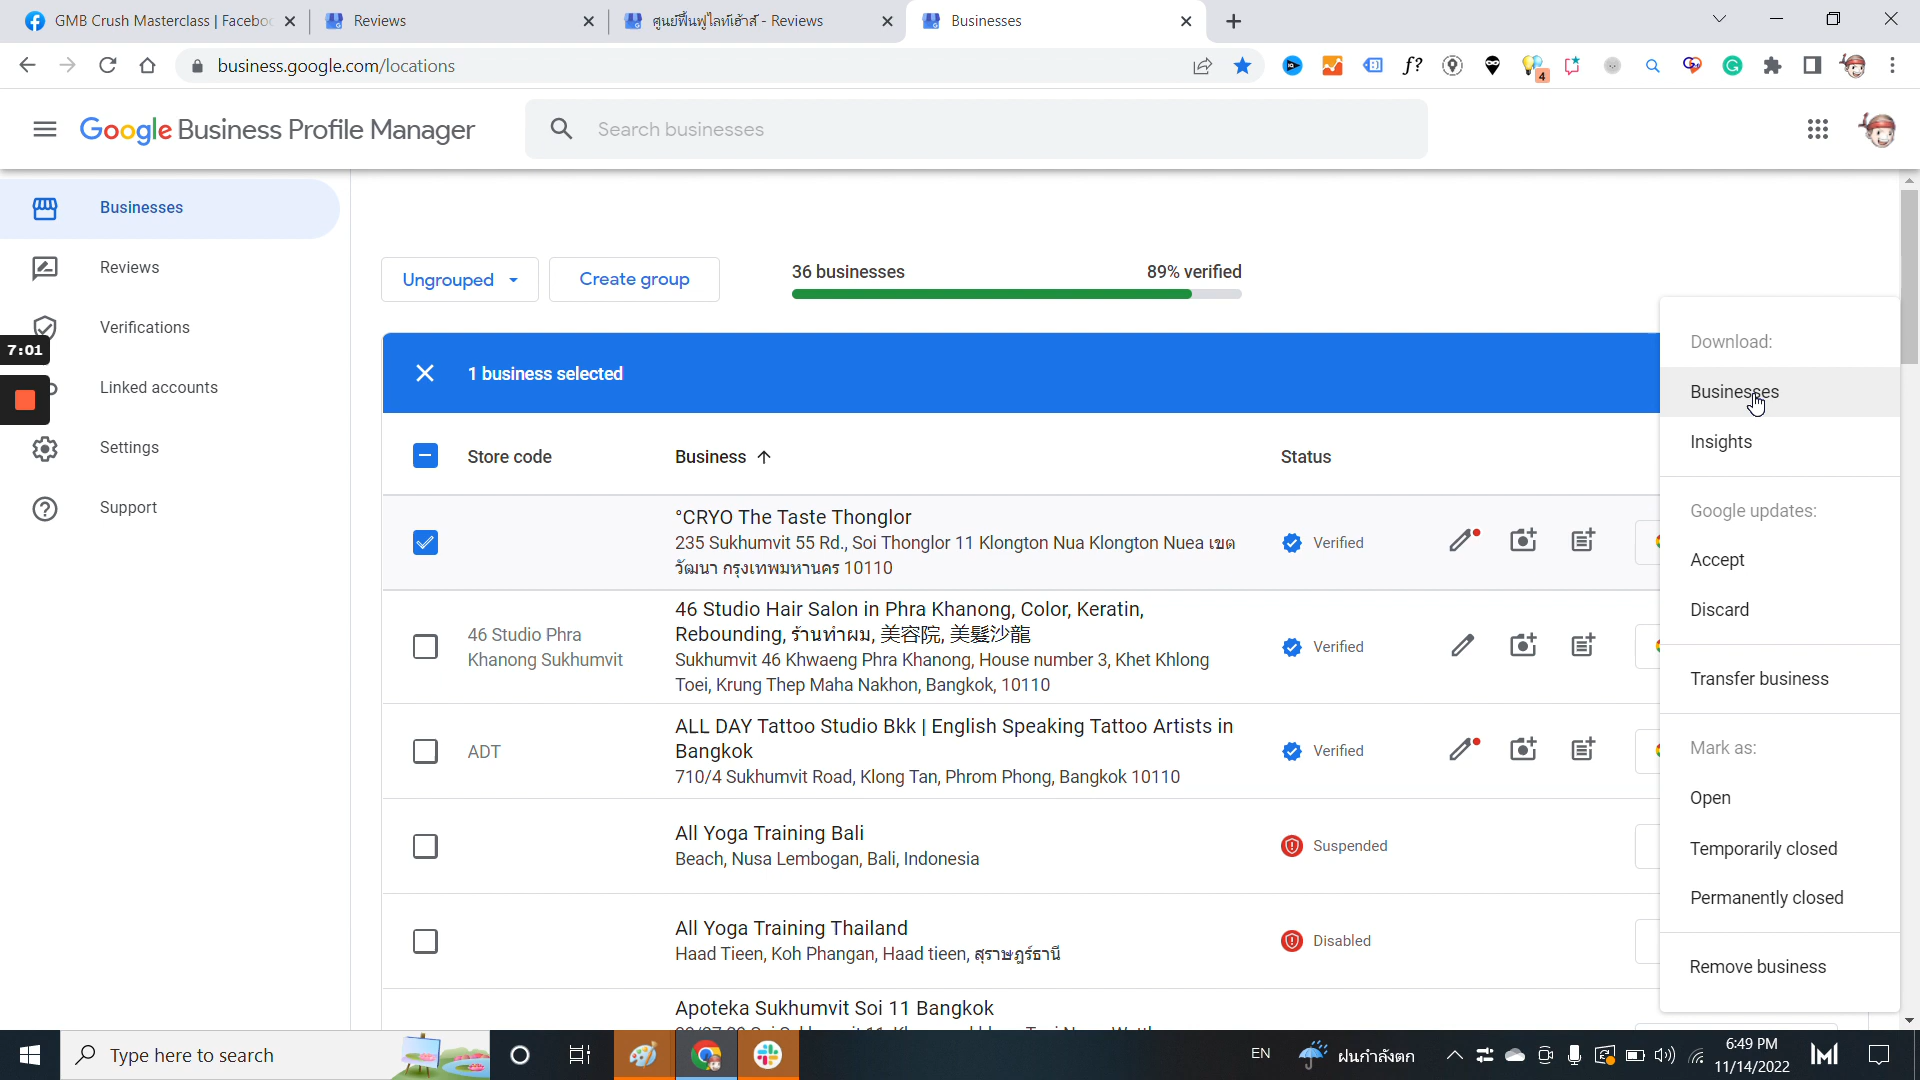 GMB Crush Masterclass | Faceboo
Reviews
ศูนย์ฟื้นฟูไลท์เฮ้าส์ - Reviews
Businesses
business.google.com/locations
f?
4
Google Business Profile Manager
Search businesses
Businesses
Reviews
Verifications
7:01
Linked accounts
Settings
Support
Ungrouped
Create group
36 businesses
89% verified
1 business selected
Store code
Business
Status
°CRYO The Taste Thonglor
235 Sukhumvit 55 Rd., Soi Thonglor 11 Klongton Nua Klongton Nuea เขต
วัฒนา กรุงเทพมหานคร 10110
Verified
46 Studio Phra
Khanong Sukhumvit
46 Studio Hair Salon in Phra Khanong, Color, Keratin,
Rebounding, ร้านทำผม, 美容院, 美髮沙龍
Sukhumvit 46 Khwaeng Phra Khanong, House number 3, Khet Khlong
Toei, Krung Thep Maha Nakhon, Bangkok, 10110
Verified
ADT
ALL DAY Tattoo Studio Bkk | English Speaking Tattoo Artists in
Bangkok
710/4 Sukhumvit Road, Klong Tan, Phrom Phong, Bangkok 10110
Verified
All Yoga Training Bali
Beach, Nusa Lembogan, Bali, Indonesia
Suspended
All Yoga Training Thailand
Haad Tieen, Koh Phangan, Haad tieen, สุราษฎร์ธานี
Disabled
Apoteka Sukhumvit Soi 11 Bangkok
Download:
Businesses
Insights
Google updates:
Accept
Discard
Transfer business
Mark as:
Open
Temporarily closed
Permanently closed
Remove business
Type here to search
EN
ฝนกำลังตก
6:49 PM
11/14/2022